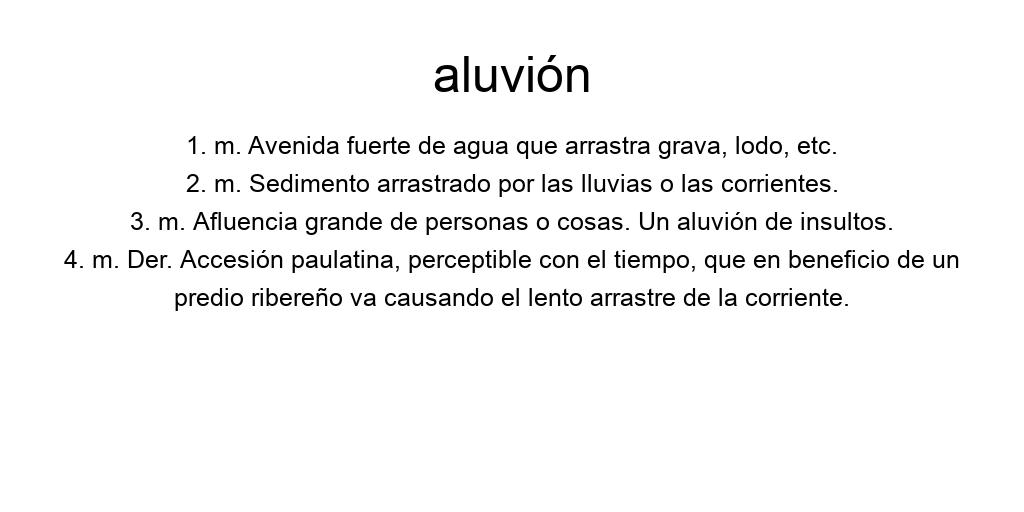 aluvión
1. m. Avenida fuerte de agua que arrastra grava, lodo, etc.
2. m. Sedimento arrastrado por las lluvias o las corrientes.
3. m. Afluencia grande de personas o cosas. Un aluvión de insultos.
4. m. Der. Accesión paulatina, perceptible con el tiempo, que en beneficio de un
predio ribereño va causando el lento arrastre de la corriente.